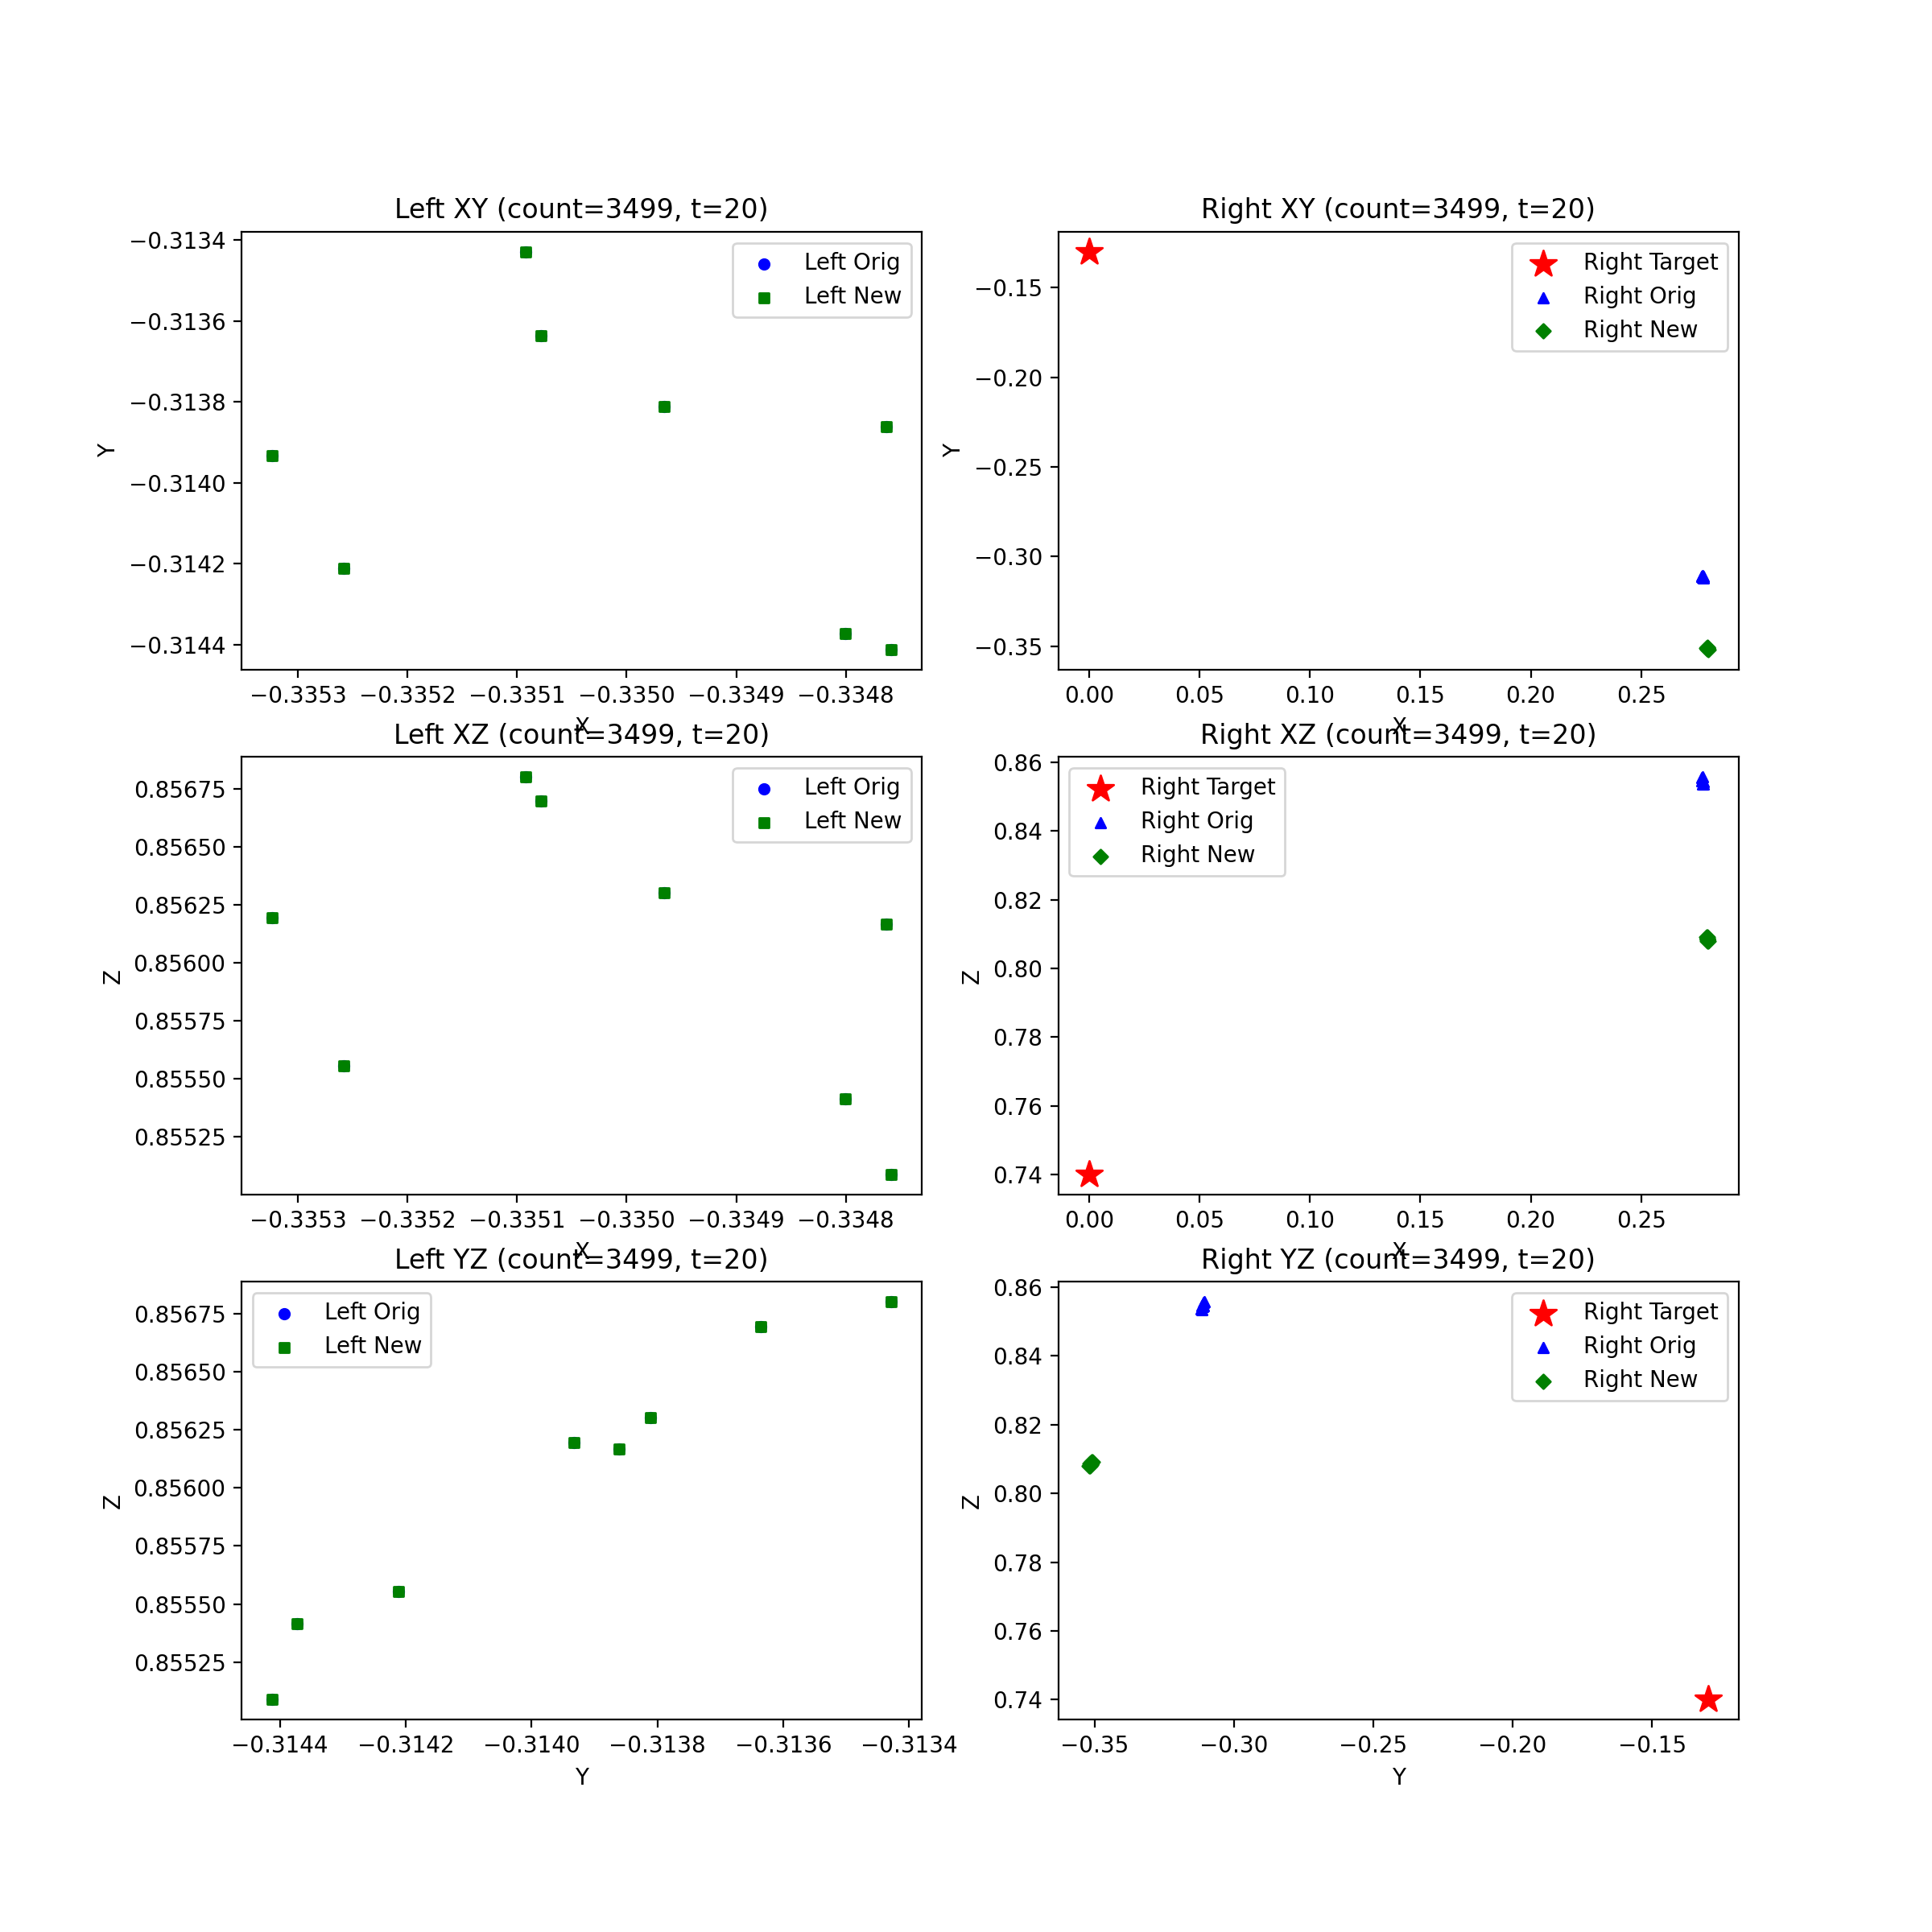 Left XY (count=3499, t=20)
−0.3134
−0.3136
−0.3138
−0.3140
−0.3142
−0.3144
Y
Left Orig
Left New
−0.3353 −0.3352 −0.3351 −0.3350 −0.3349 −0.3348
X
Right XY (count=3499, t=20)
−0.15
−0.20
−0.25
−0.30
−0.35
Y
Right Target
Right Orig
Right New
0.00 0.05 0.10 0.15 0.20 0.25
X
Left XZ (count=3499, t=20)
0.85675
0.85650
0.85625
0.85600
0.85575
0.85550
0.85525
Z
Left Orig
Left New
−0.3353 −0.3352 −0.3351 −0.3350 −0.3349 −0.3348
X
Right XZ (count=3499, t=20)
0.86
0.84
0.82
0.80
0.78
0.76
0.74
Z
Right Target
Right Orig
Right New
0.00 0.05 0.10 0.15 0.20 0.25
X
Left YZ (count=3499, t=20)
0.85675
0.85650
0.85625
0.85600
0.85575
0.85550
0.85525
Z
Left Orig
Left New
−0.3144 −0.3142 −0.3140 −0.3138 −0.3136 −0.3134
Y
Right YZ (count=3499, t=20)
0.86
0.84
0.82
0.80
0.78
0.76
0.74
Z
Right Target
Right Orig
Right New
−0.35 −0.30 −0.25 −0.20 −0.15
Y